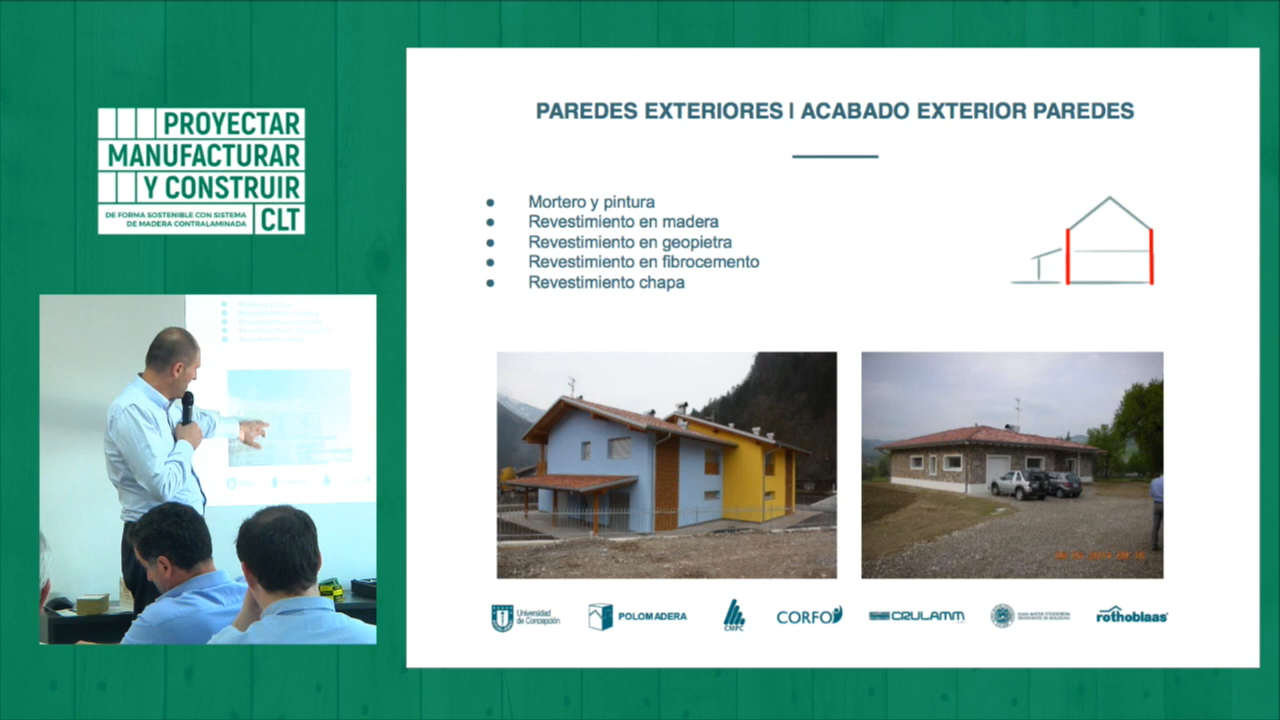 PROYECTAR
MANUFACTURAR
Y CONSTRUIR
DE FORMA SOSTENIBLE CON SISTEMA
DE MADERA CONTRALAMINADA
CLT
PAREDES EXTERIORES | ACABADO EXTERIOR PAREDES
● Mortero y pintura
● Revestimiento en madera
● Revestimiento en geopietra
● Revestimiento en fibrocemento
● Revestimiento chapa
Universidad
de Concepción
POLOMADERA
CMPC
CORFO
CRULAMM
rothoblaas